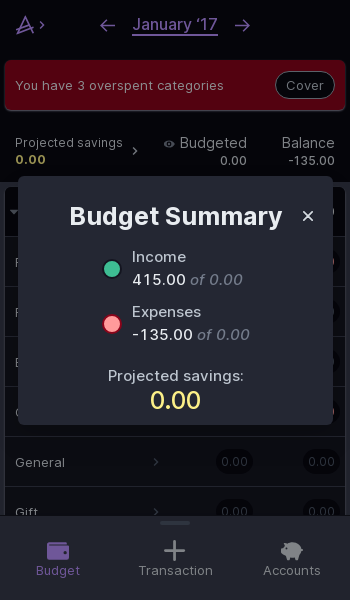 January ‘17
You have 3 overspent categories
Cover
Projected savings
0.00
Budgeted
0.00
Balance
-135.00
Budget Summary
Income
415.00 of 0.00
Expenses
-135.00 of 0.00
Projected savings:
0.00
General
0.00
0.00
Gift
0.00
0.00
Budget
Transaction
Accounts